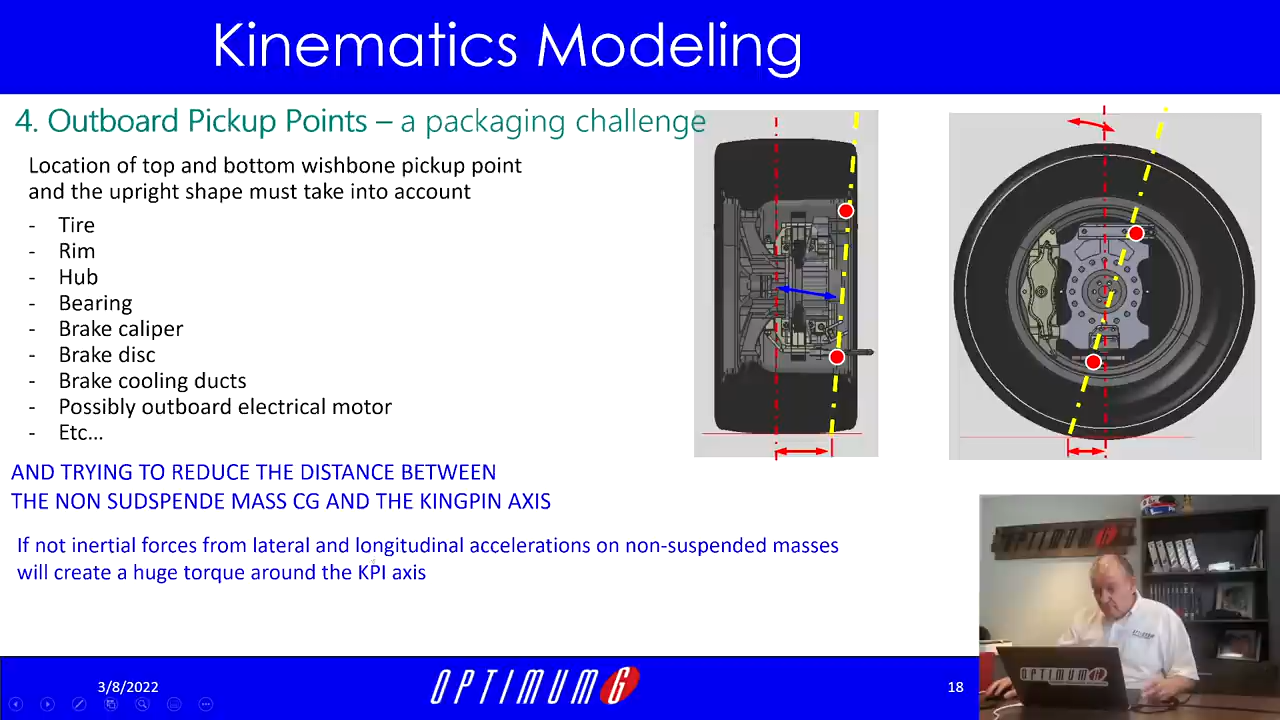 Kinematics Modeling
4. Outboard Pickup Points – a packaging challenge
Location of top and bottom wishbone pickup point
and the upright shape must take into account
- Tire
- Rim
- Hub
- Bearing
- Brake caliper
- Brake disc
- Brake cooling ducts
- Possibly outboard electrical motor
- Etc...
AND TRYING TO REDUCE THE DISTANCE BETWEEN
THE NON SUDSPENDE MASS CG AND THE KINGPIN AXIS
If not inertial forces from lateral and longitudinal accelerations on non-suspended masses
will create a huge torque around the KPI axis
OPTIMUM G
OPTIMUM G
3/8/2022
OPTIMUM G
18